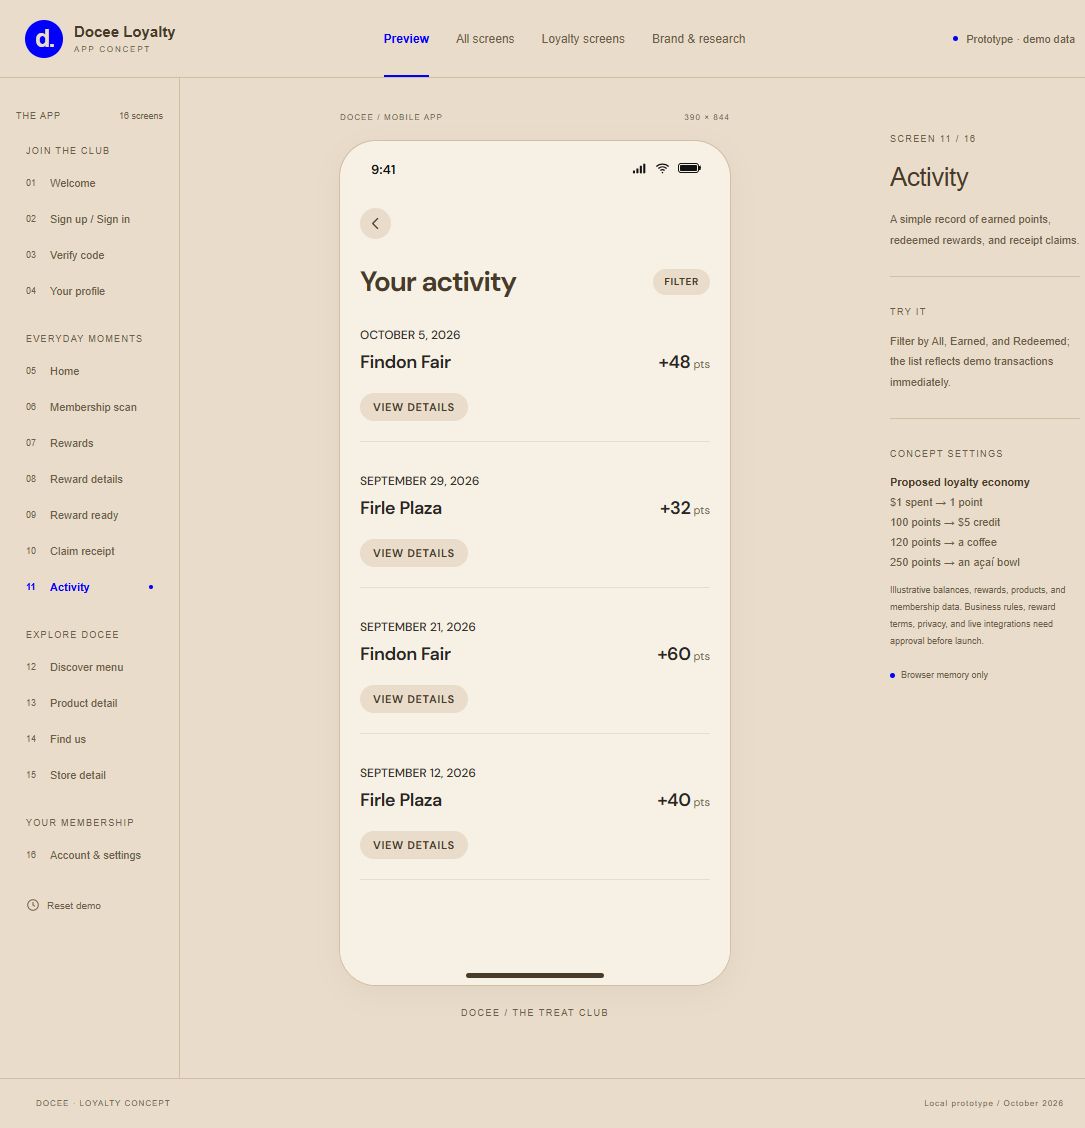 d.
Docee Loyalty
APP CONCEPT
Preview
All screens
Loyalty screens
Brand & research
Prototype · demo data
THE APP
16 screens
JOIN THE CLUB
01 Welcome
02 Sign up / Sign in
03 Verify code
04 Your profile
EVERYDAY MOMENTS
05 Home
06 Membership scan
07 Rewards
08 Reward details
09 Reward ready
10 Claim receipt
11 Activity
EXPLORE DOCEE
12 Discover menu
13 Product detail
14 Find us
15 Store detail
YOUR MEMBERSHIP
16 Account & settings
Reset demo
DOCEE / MOBILE APP
390 × 844
9:41
Your activity
FILTER
OCTOBER 5, 2026
Findon Fair
+48 pts
VIEW DETAILS
SEPTEMBER 29, 2026
Firle Plaza
+32 pts
VIEW DETAILS
SEPTEMBER 21, 2026
Findon Fair
+60 pts
VIEW DETAILS
SEPTEMBER 12, 2026
Firle Plaza
+40 pts
VIEW DETAILS
DOCEE / THE TREAT CLUB
SCREEN 11 / 16
Activity
A simple record of earned points,
redeemed rewards, and receipt claims.
TRY IT
Filter by All, Earned, and Redeemed;
the list reflects demo transactions
immediately.
CONCEPT SETTINGS
Proposed loyalty economy
$1 spent → 1 point
100 points → $5 credit
120 points → a coffee
250 points → an açaí bowl
Illustrative balances, rewards, products, and
membership data. Business rules, reward
terms, privacy, and live integrations need
approval before launch.
Browser memory only
DOCEE · LOYALTY CONCEPT
Local prototype / October 2026